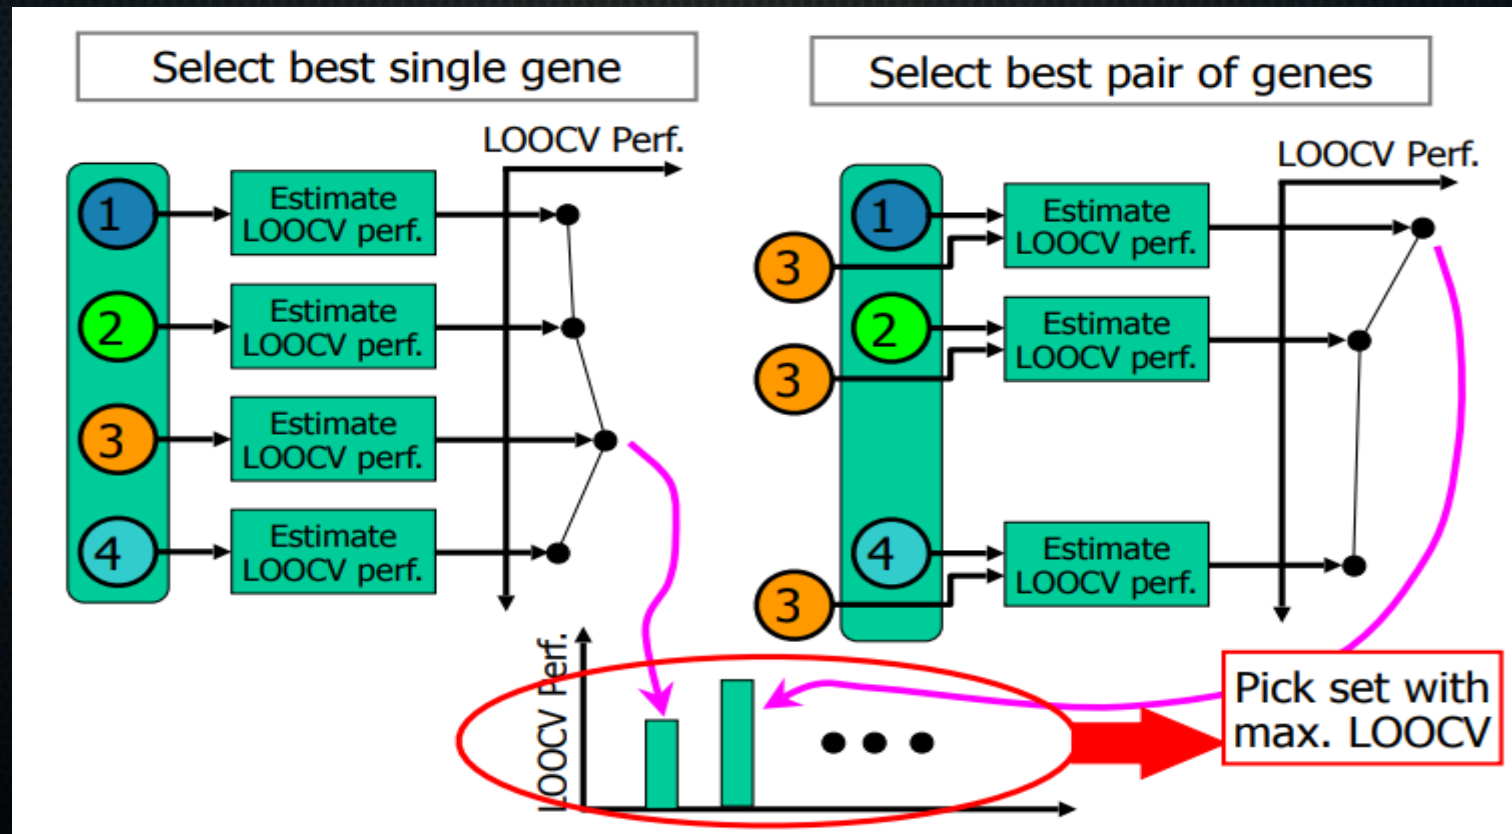 Select best single gene
Select best pair of genes
LOOCV Perf.
1
Estimate
LOOCV perf.
2
Estimate
LOOCV perf.
3
Estimate
LOOCV perf.
4
Estimate
LOOCV perf.
LOOCV Perf.
1
3
Estimate
LOOCV perf.
2
3
Estimate
LOOCV perf.
4
3
Estimate
LOOCV perf.
LOOCV Perf.
Pick set with
max. LOOCV